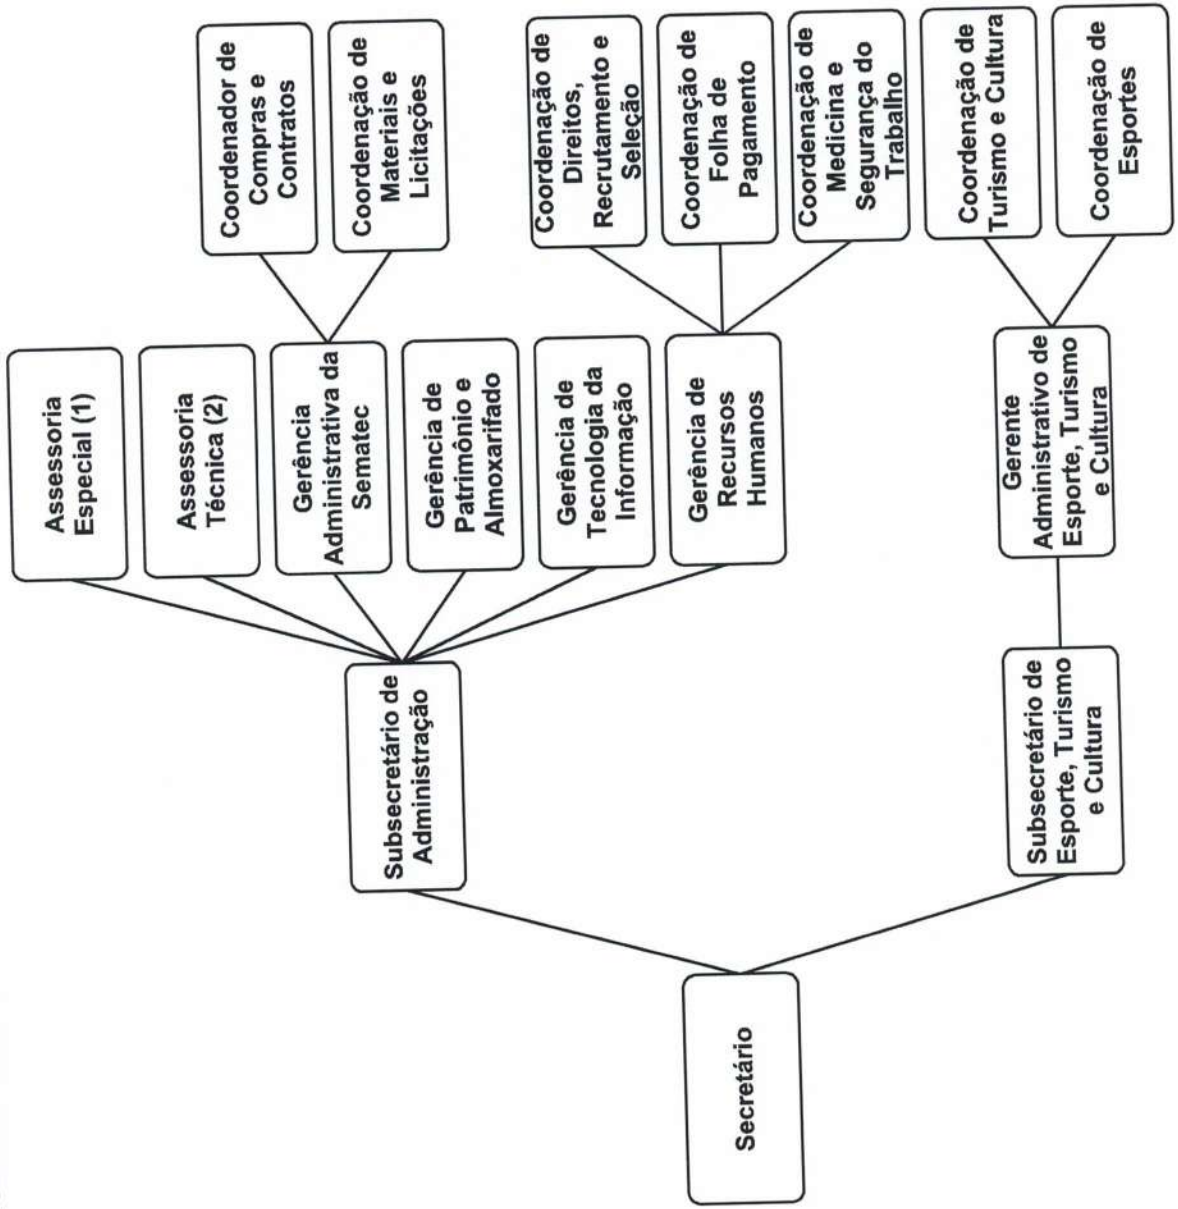 Secretário
Subsecretário de
Administração
Assessoria
Especial (1)
Assessoria
Técnica (2)
Gerência
Administrativa da
Sematec
Coordenador de
Compras e
Contratos
Coordenação de
Materiais e
Licitações
Gerência de
Patrimônio e
Almoxarifado
Gerência de
Tecnologia da
Informação
Gerência de
Recursos
Humanos
Coordenação de
Direitos,
Recrutamento e
Seleção
Coordenação de
Folha de
Pagamento
Coordenação de
Medicina e
Segurança do
Trabalho
Subsecretário de
Esporte, Turismo
e Cultura
Gerente
Administrativo de
Esporte, Turismo
e Cultura
Coordenação de
Turismo e Cultura
Coordenação de
Esportes